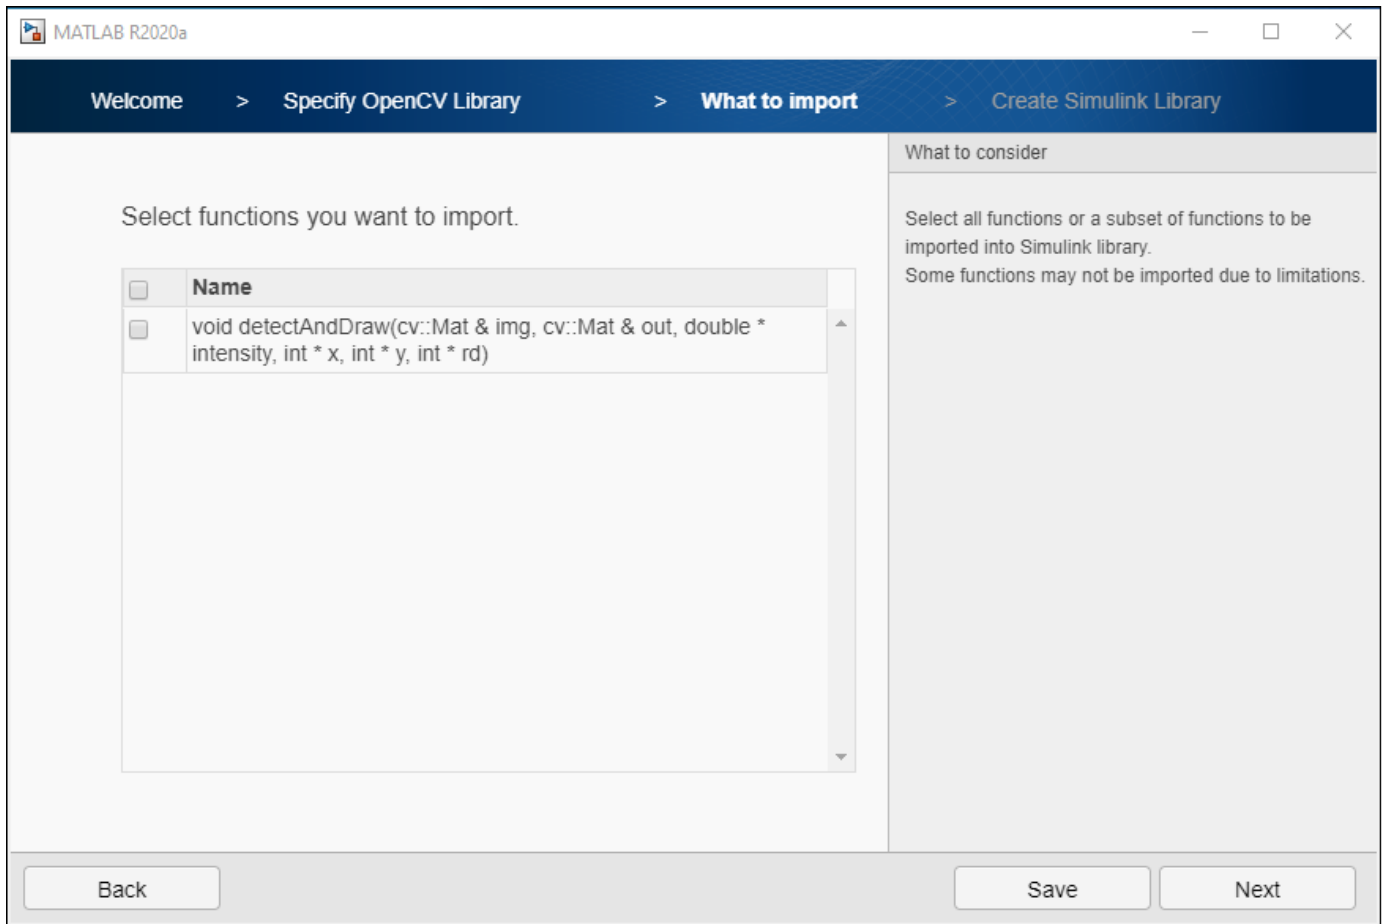 MATLAB R2020a
Welcome > Specify OpenCV Library > What to import > Create Simulink Library
What to consider
Select functions you want to import.
Select all functions or a subset of functions to be
imported into Simulink library.
Some functions may not be imported due to limitations.
Name
void detectAndDraw(cv::Mat & img, cv::Mat & out, double *
intensity, int * x, int * y, int * rd)
Back Save Next